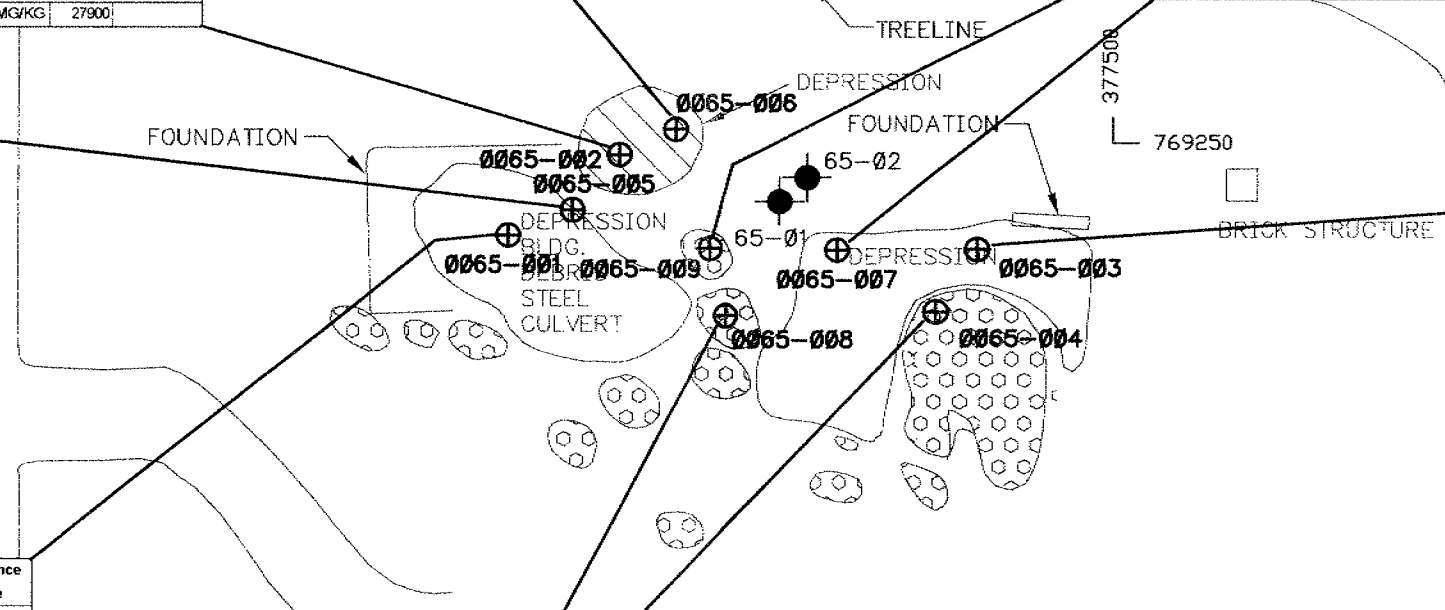 MG/KG 27900
TREELINE
377500
DEPRESSION
0065-006
FOUNDATION
FOUNDATION
769250
0065-002
65-02
0065-005
DEPRESSION
BLDG.
DEBRIS
STEEL
CULVERT
65-01
BRICK STRUCTURE
0065-001
0065-009
DEPRESSION
0065-007
0065-003
0065-008
0065-004